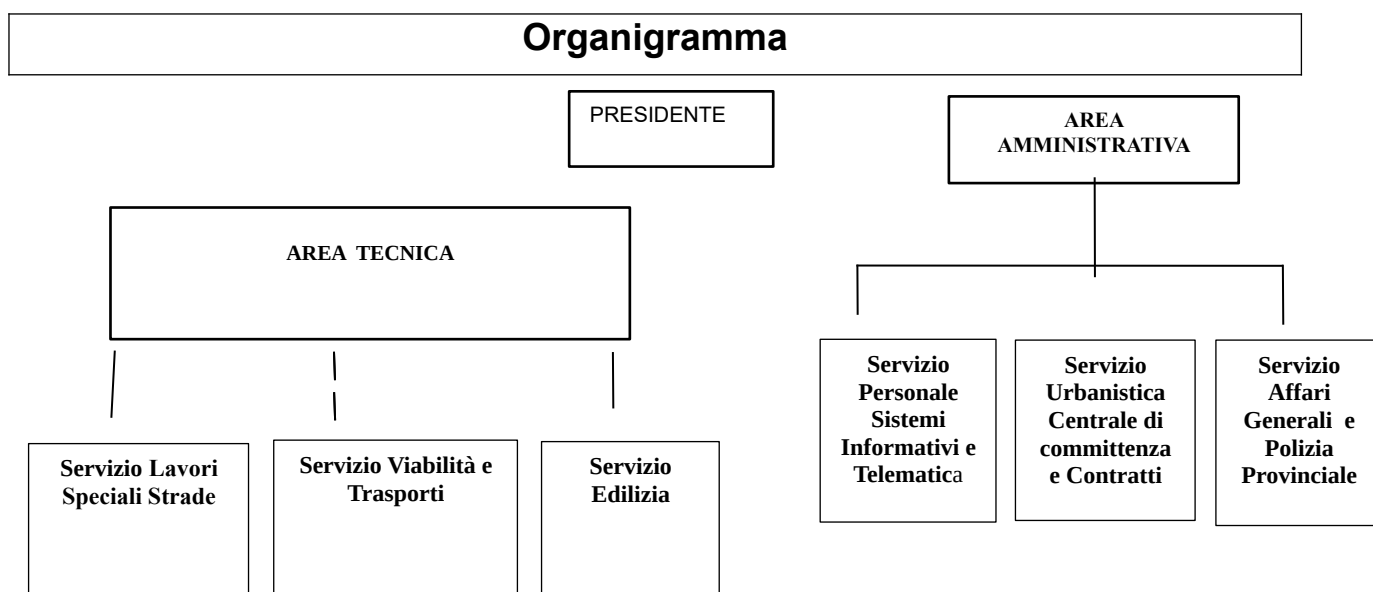 Organigramma
PRESIDENTE
AREA
AMMINISTRATIVA
AREA TECNICA
Servizio Lavori
Speciali Strade
Servizio Viabilità e
Trasporti
Servizio
Edilizia
Servizio
Personale
Sistemi
Informativi e
Telematica
Servizio
Urbanistica
Centrale di
committenza
e Contratti
Servizio
Affari
Generali e
Polizia
Provinciale